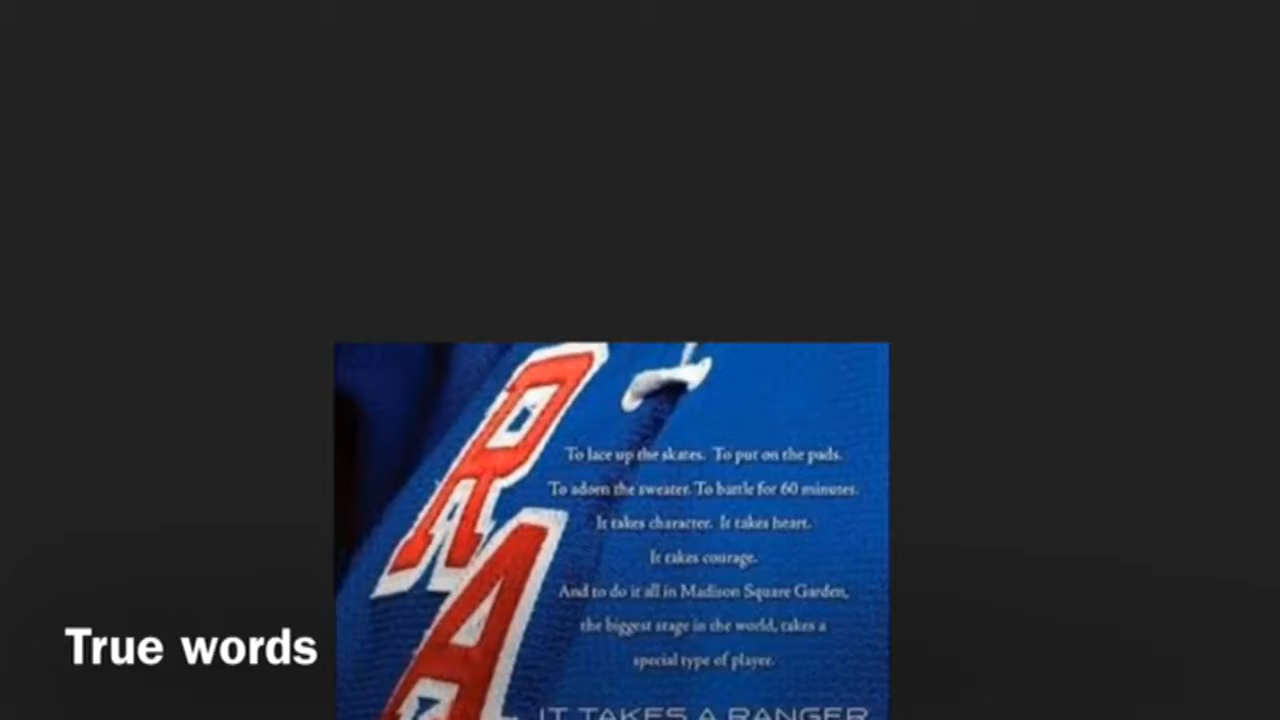 RA
To lace up the skates. To put on the pads.
To adorn the sweater. To battle for 60 minutes.
It takes character. It takes heart.
It takes courage.
And to do it all in Madison Square Garden,
the biggest stage in the world, takes a
special type of player.
True words
IT TAKES A RANGER